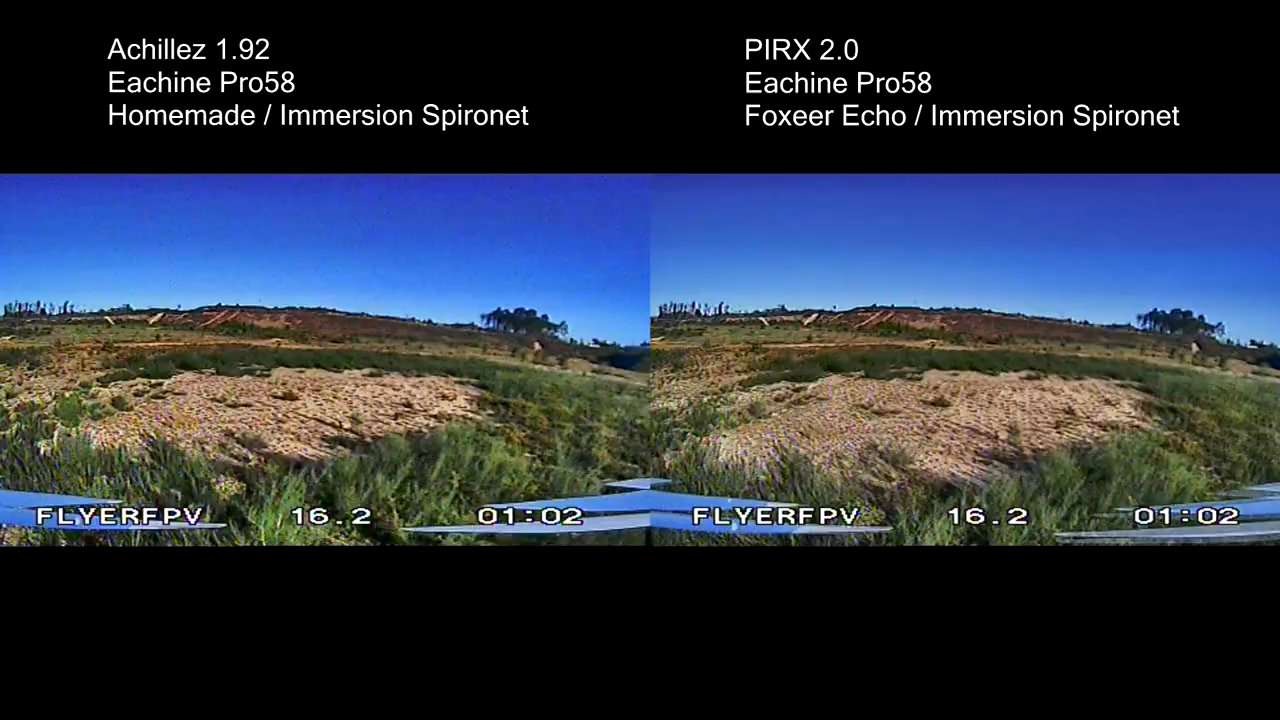 Achillez 1.92
Eachine Pro58
Homemade / Immersion Spironet
PIRX 2.0
Eachine Pro58
Foxeer Echo / Immersion Spironet
FLYERFPV 16.2 01:02
FLYERFPV 16.2 01:02